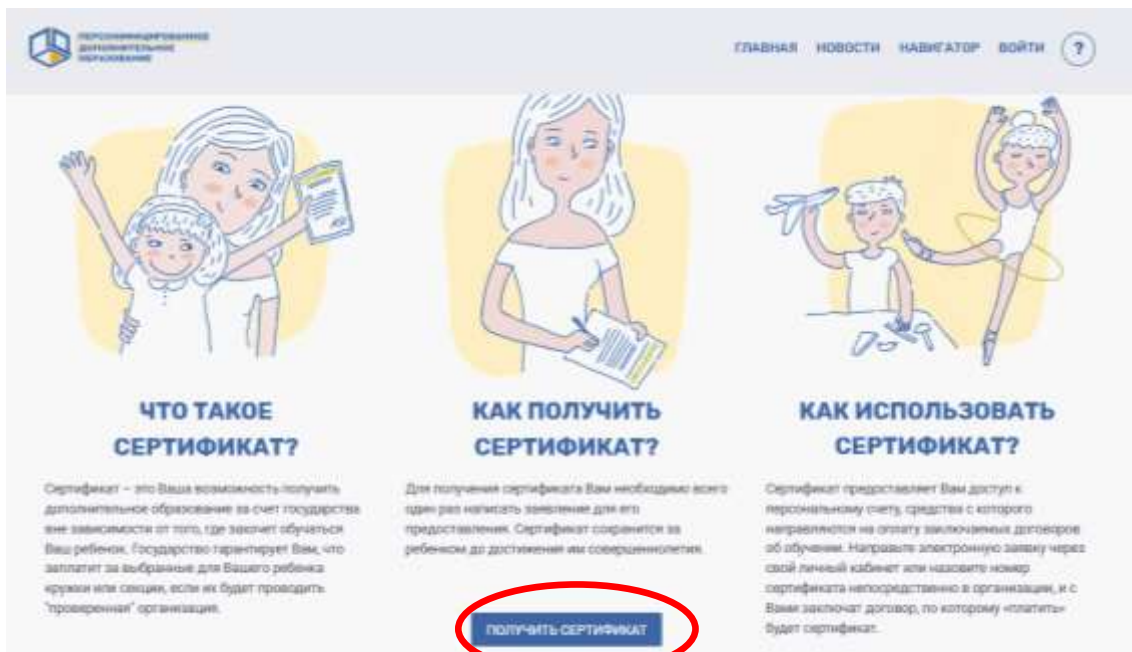 ПЕРСОНИФИЦИРОВАННОЕ
ДОПОЛНИТЕЛЬНОЕ
ОБРАЗОВАНИЕ
ГЛАВНАЯ НОВОСТИ НАВИГАТОР ВОЙТИ ?
ЧТО ТАКОЕ
СЕРТИФИКАТ?
Сертификат – это Ваша возможность получить
дополнительное образование за счет государства
вне зависимости от того, где захочет обучаться
Ваш ребенок. Государство гарантирует Вам, что
заплатит за выбранные для Вашего ребенка
кружки или секции, если их будет проводить
"проверенная" организация.
КАК ПОЛУЧИТЬ
СЕРТИФИКАТ?
Для получения сертификата Вам необходимо всего
один раз написать заявление для его
предоставления. Сертификат сохранится за
ребенком до достижения им совершеннолетия.
ПОЛУЧИТЬ СЕРТИФИКАТ
КАК ИСПОЛЬЗОВАТЬ
СЕРТИФИКАТ?
Сертификат предоставляет Вам доступ к
персональному счету, средства с которого
направляются на оплату заключаемых договоров
об обучении. Направьте электронную заявку через
свой личный кабинет или назовите номер
сертификата непосредственно в организации, и с
Вами заключат договор, по которому «платить»
будет сертификат.